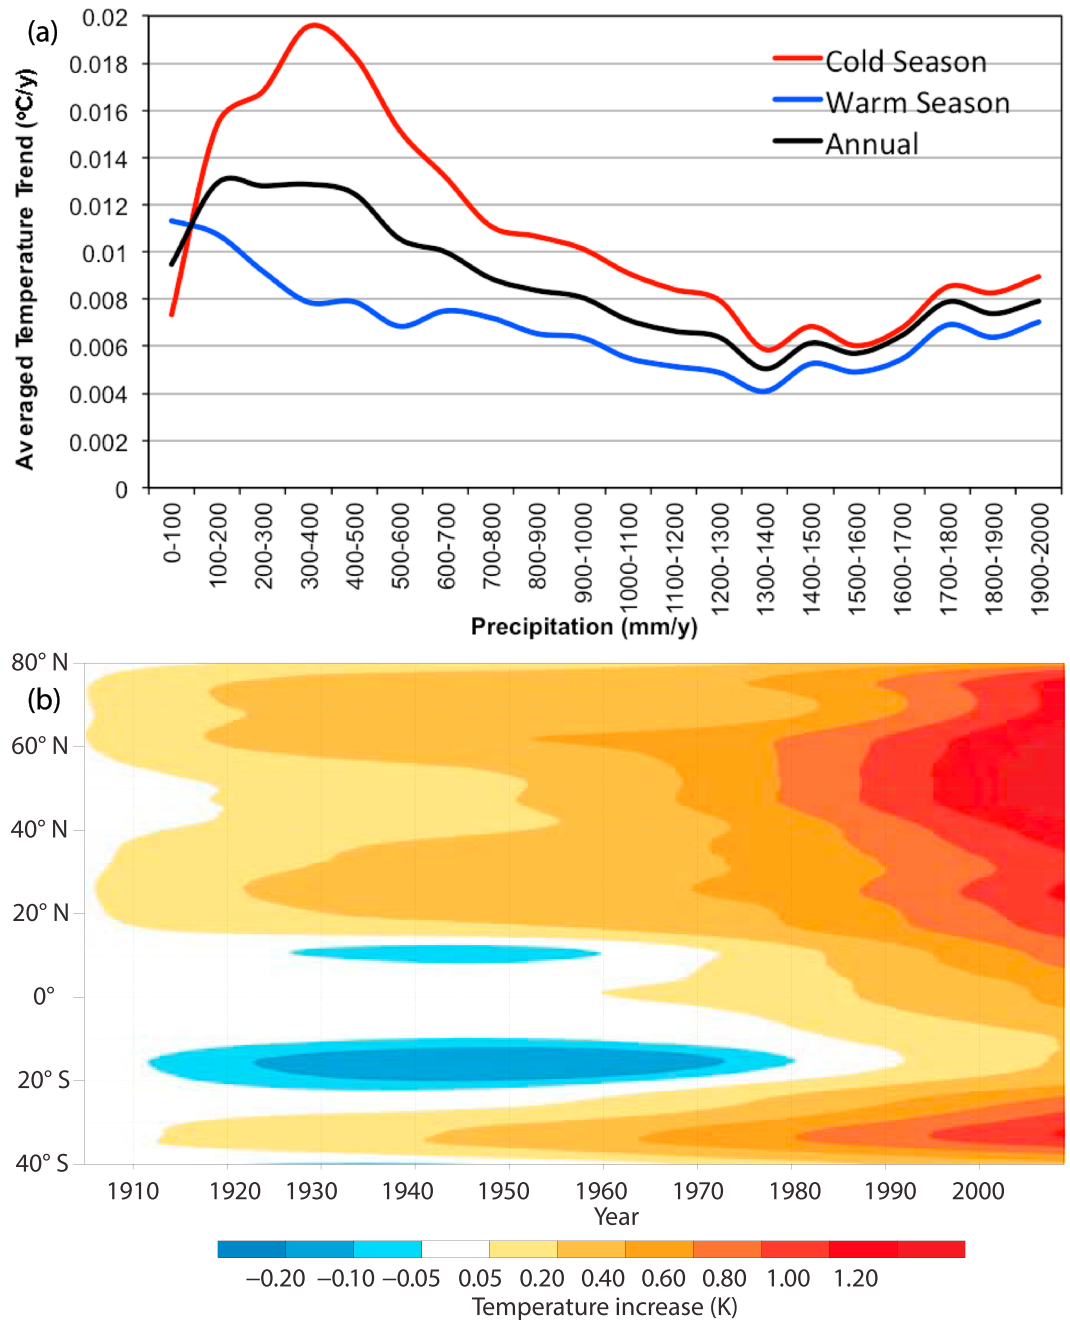 (a)
Averaged Temperature Trend (°C/y)
0.02
0.018
0.016
0.014
0.012
0.01
0.008
0.006
0.004
0.002
0
Cold Season
Warm Season
Annual
0-100
100-200
200-300
300-400
400-500
500-600
600-700
700-800
800-900
900-1000
1000-1100
1100-1200
1200-1300
1300-1400
1400-1500
1500-1600
1600-1700
1700-1800
1800-1900
1900-2000
Precipitation (mm/y)
(b)
80° N
60° N
40° N
20° N
0°
20° S
40° S
1910 1920 1930 1940 1950 1960 1970 1980 1990 2000
Year
−0.20 −0.10 −0.05 0.05 0.20 0.40 0.60 0.80 1.00 1.20
Temperature increase (K)